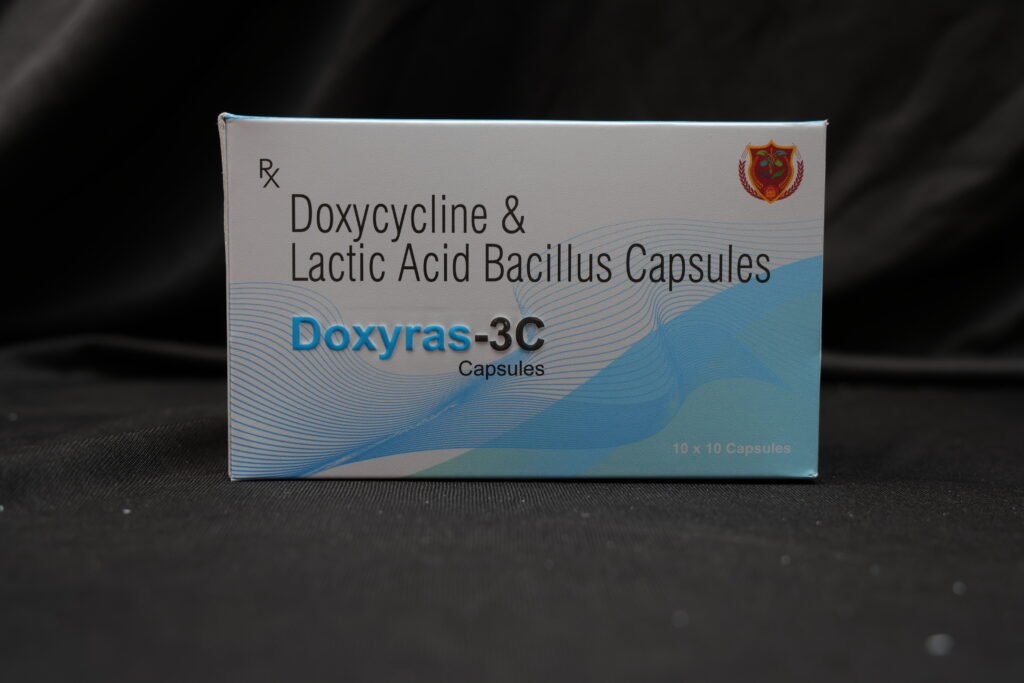 Rx
Doxycycline &
Lactic Acid Bacillus Capsules
Doxyras-3C
Capsules
10 x 10 Capsules